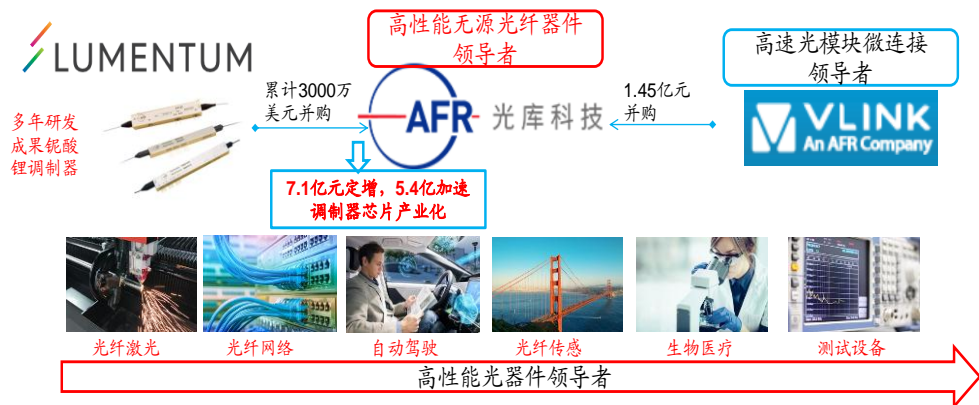 LUMENTUM
多年研发
成果铌酸
锂调制器
累计3000万
美元并购
高性能无源光纤器件
领导者
AFR 光库科技
7.1亿元定增，5.4亿加速
调制器芯片产业化
1.45亿元
并购
高速光模块微连接
领导者
VLINK
An AFR Company
光纤激光
光纤网络
自动驾驶
光纤传感
生物医疗
测试设备
高性能光器件领导者